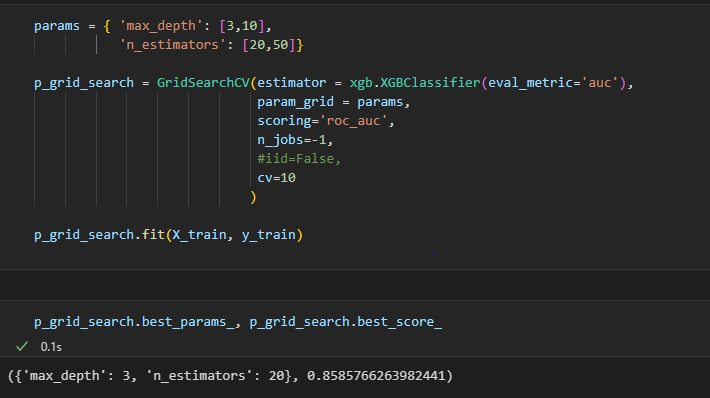 params = { 'max_depth': [3,10],
'n_estimators': [20,50]}
p_grid_search = GridSearchCV(estimator = xgb.XGBClassifier(eval_metric='auc'),
param_grid = params,
scoring='roc_auc',
n_jobs=-1,
#iid=False,
cv=10
)
p_grid_search.fit(X_train, y_train)
p_grid_search.best_params_, p_grid_search.best_score_
0.1s
({'max_depth': 3, 'n_estimators': 20}, 0.8585766263982441)